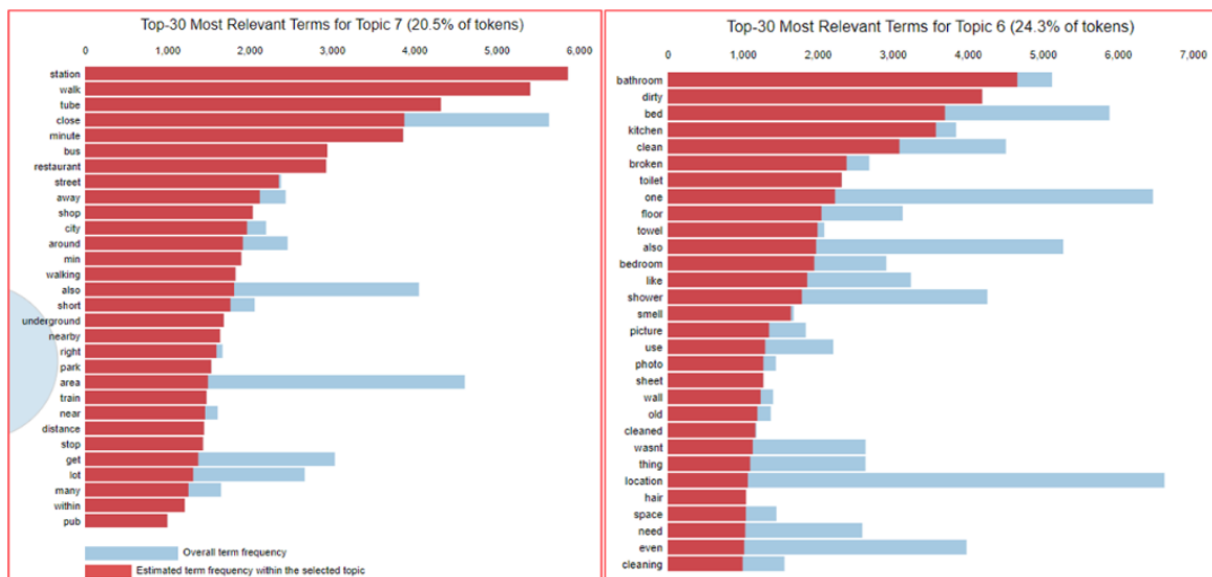 Top-30 Most Relevant Terms for Topic 7 (20.5% of tokens)
0 1,000 2,000 3,000 4,000 5,000 6,000
station
walk
tube
close
minute
bus
restaurant
street
away
shop
city
around
min
walking
also
short
underground
nearby
right
park
area
train
near
distance
stop
get
lot
many
within
pub
Overall term frequency
Estimated term frequency within the selected topic
Top-30 Most Relevant Terms for Topic 6 (24.3% of tokens)
0 1,000 2,000 3,000 4,000 5,000 6,000 7,000
bathroom
dirty
bed
kitchen
clean
broken
toilet
one
floor
towel
also
bedroom
like
shower
smell
picture
use
photo
sheet
wall
old
cleaned
wasnt
thing
location
hair
space
need
even
cleaning